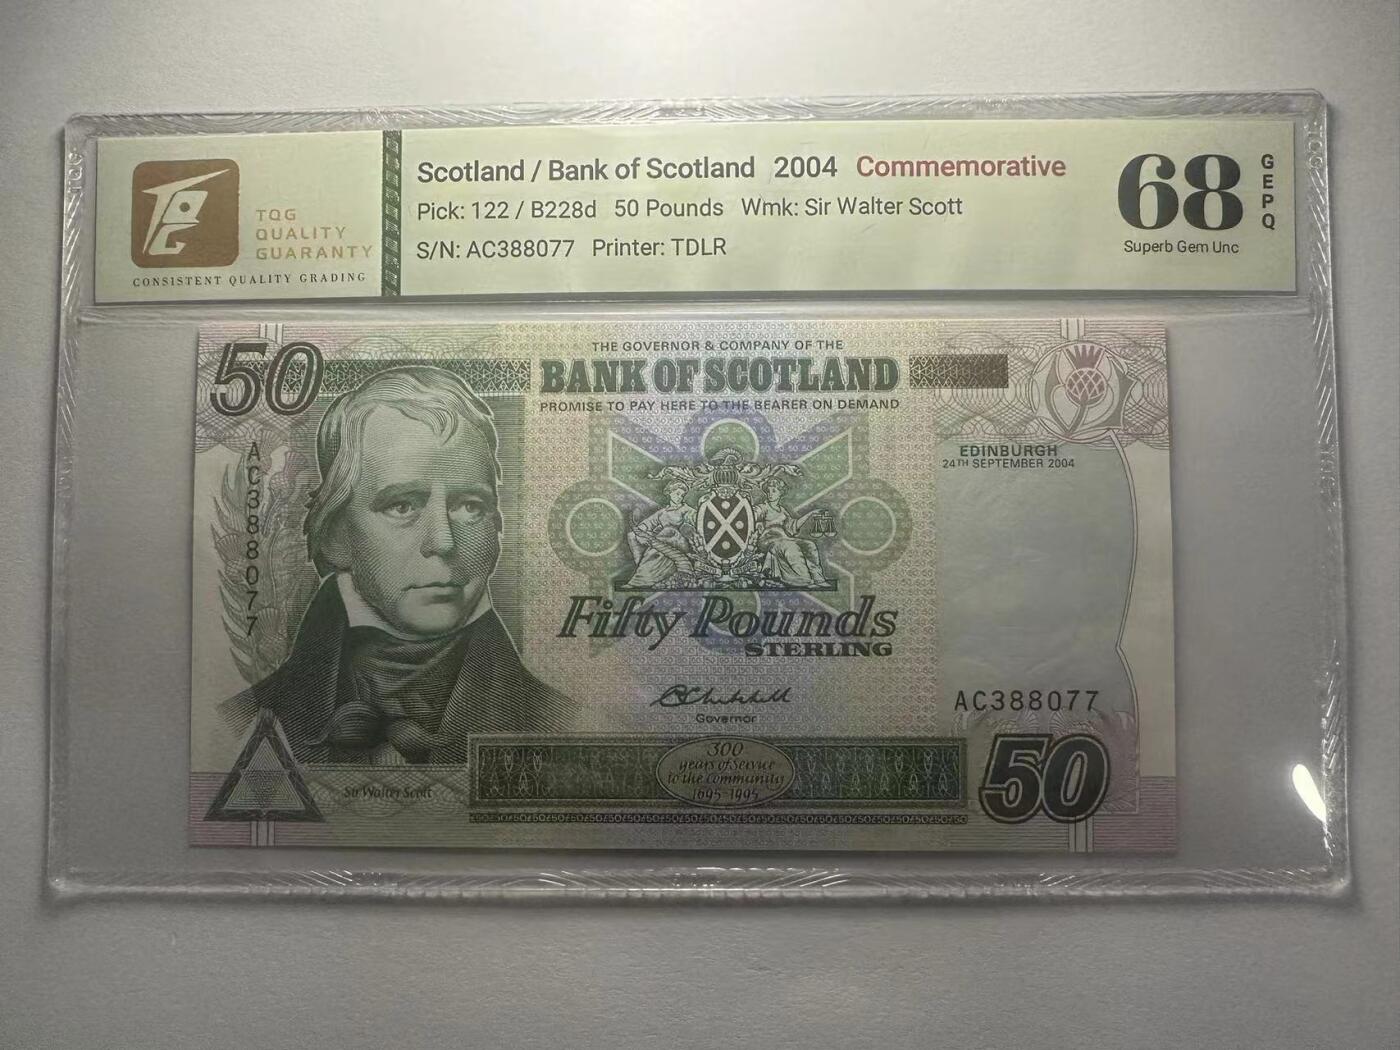 TQG
QUALITY
GUARANTY
CONSISTENT QUALITY GRADING
Scotland / Bank of Scotland 2004 Commemorative
Pick: 122 / B228d 50 Pounds Wmk: Sir Walter Scott
S/N: AC388077 Printer: TDLR
68
GEPQ
Superb Gem Unc
50
THE GOVERNOR & COMPANY OF THE
BANK OF SCOTLAND
PROMISE TO PAY HERE TO THE BEARER ON DEMAND
EDINBURGH
24TH SEPTEMBER 2004
AC388077
Fifty Pounds
STERLING
AC388077
Governor
300
years of Service
to the Community
1695-1995
Sir Walter Scott
50